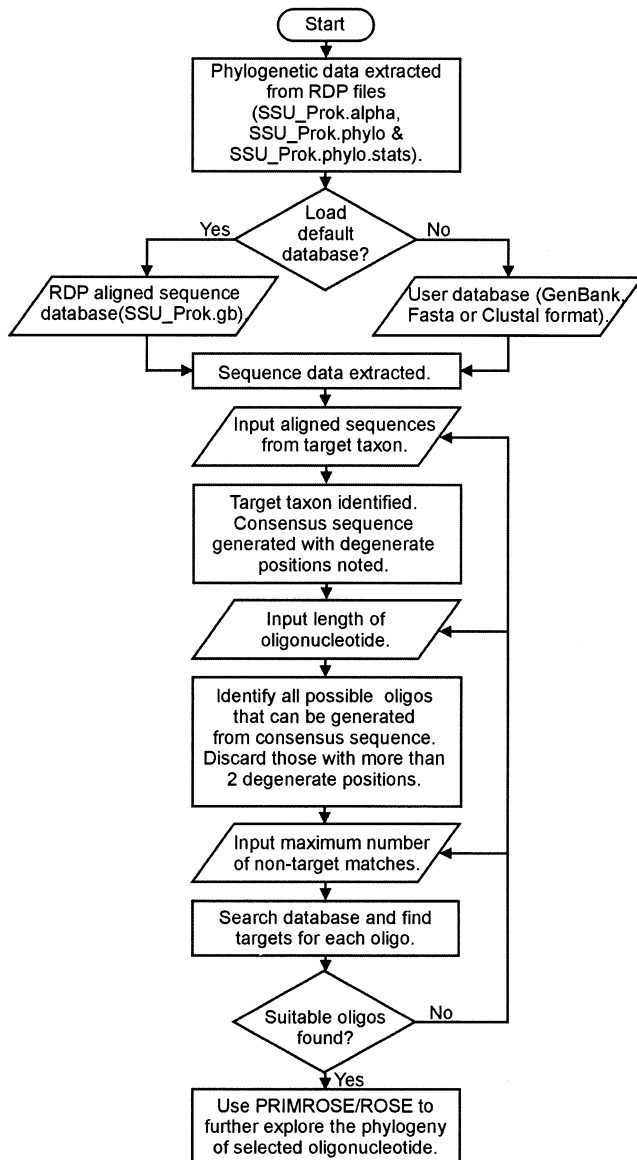 Start
Phylogenetic data extracted
from RDP files
(SSU_Prok.alpha,
SSU_Prok.phylo &
SSU_Prok.phylo.stats).
Load
default
database?
Yes
No
RDP aligned sequence
database(SSU_Prok.gb).
User database (GenBank,
Fasta or Clustal format).
Sequence data extracted.
Input aligned sequences
from target taxon.
Target taxon identified.
Consensus sequence
generated with degenerate
positions noted.
Input length of
oligonucleotide.
Identify all possible oligos
that can be generated
from consensus sequence.
Discard those with more than
2 degenerate positions.
Input maximum number
of non-target matches.
Search database and find
targets for each oligo.
Suitable oligos
found?
No
Yes
Use PRIMROSE/ROSE to
further explore the phylogeny
of selected oligonucleotide.